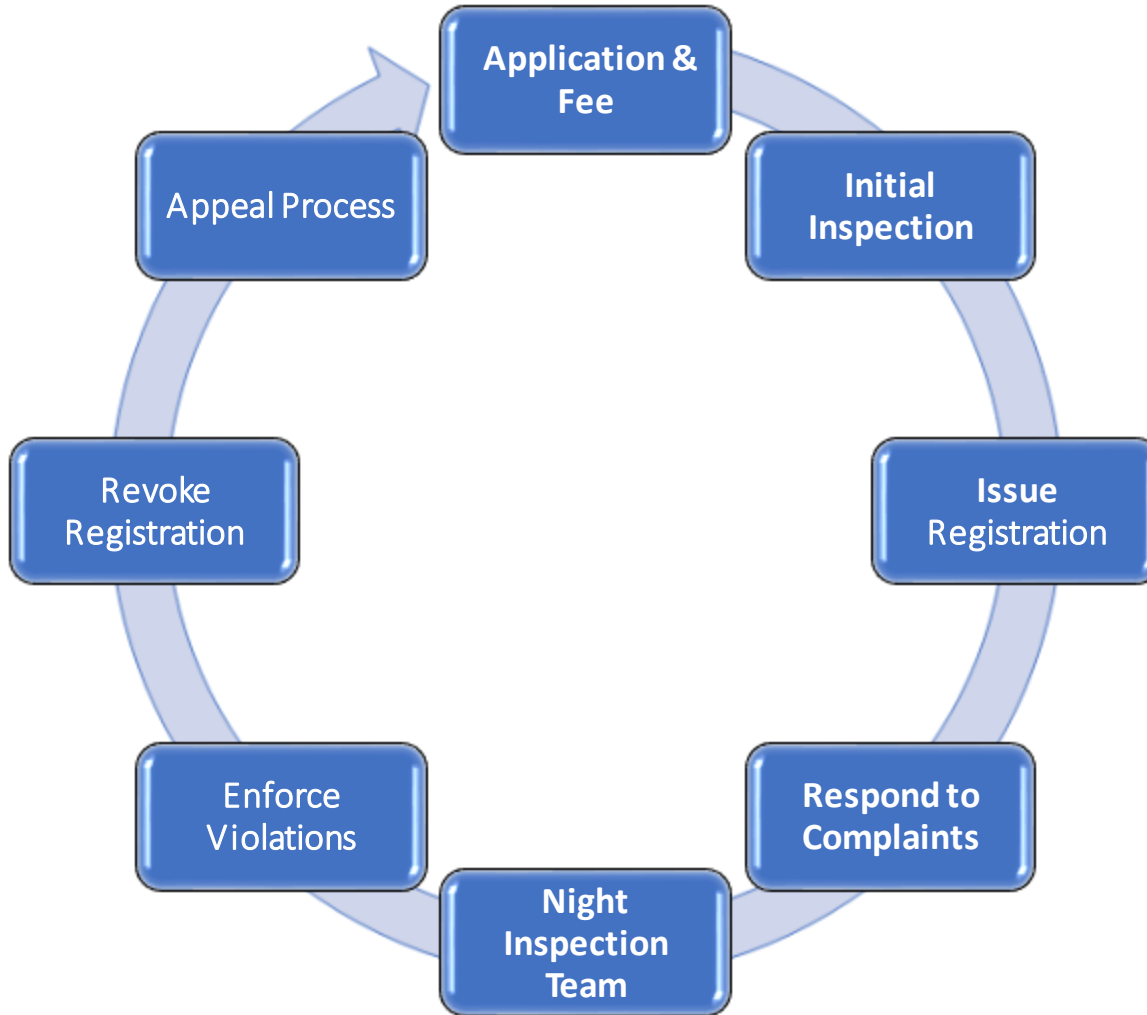 Application &
Fee
Initial
Inspection
Issue
Registration
Respond to
Complaints
Night
Inspection
Team
Enforce
Violations
Revoke
Registration
Appeal Process